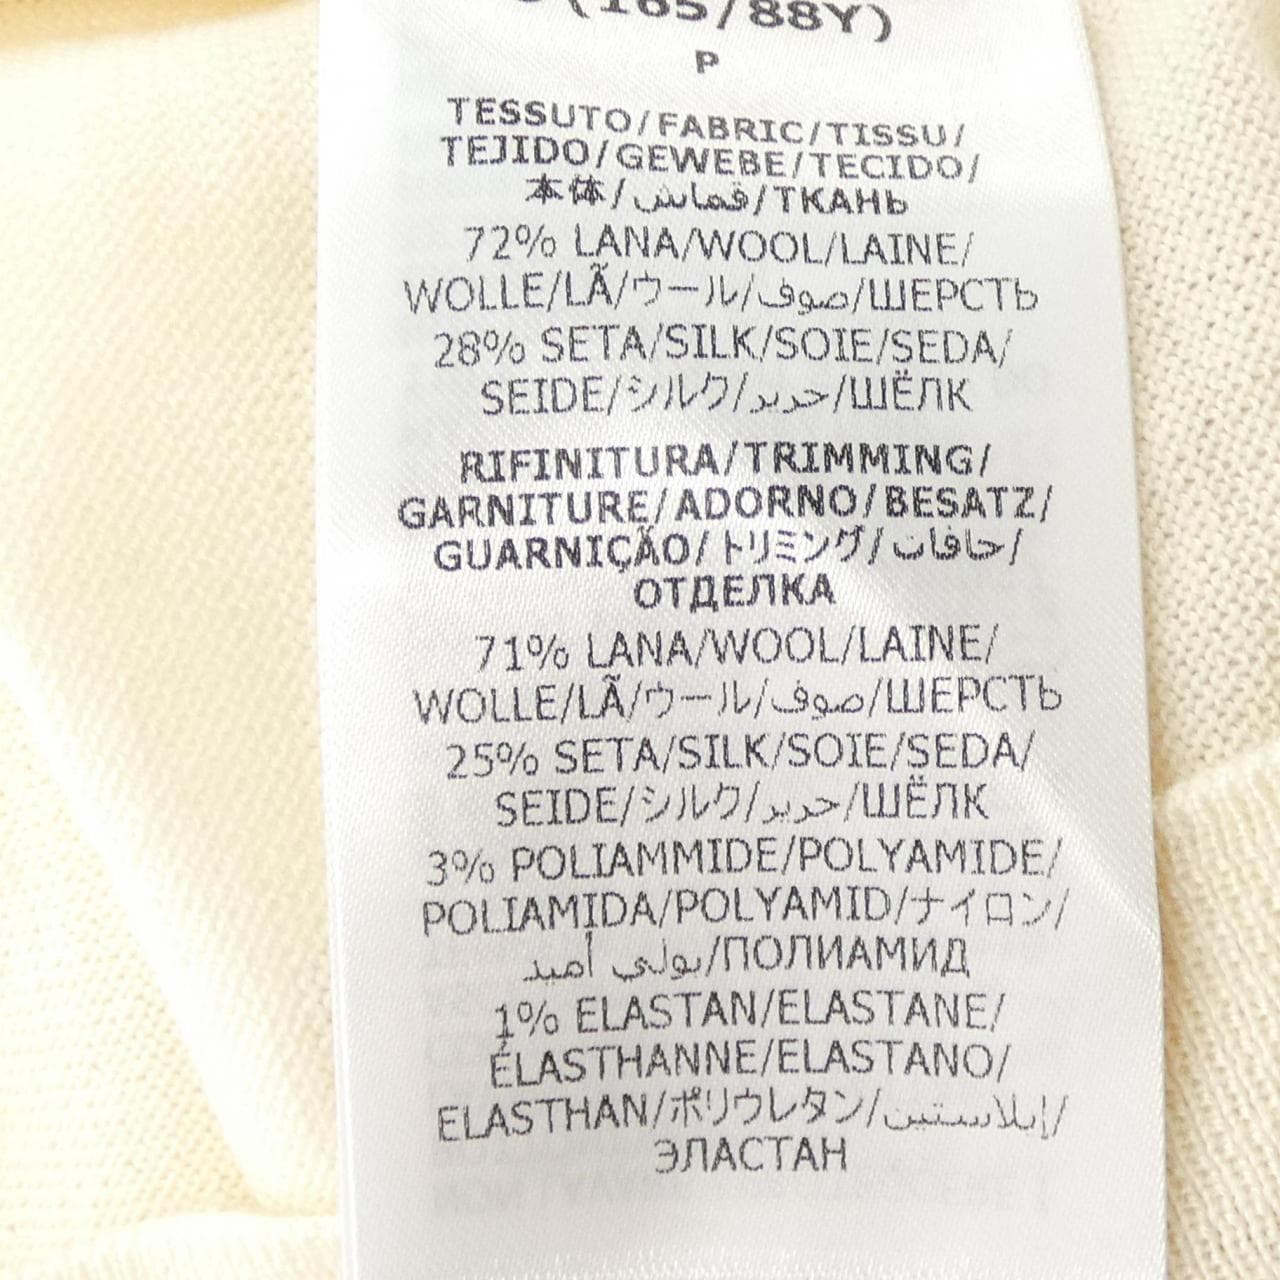 (165/88Y)
P
TESSUTO/FABRIC/TISSU/
TEJIDO/GEWEBE/TECIDO/
本体/قماش/ТКАНЬ
72% LANA/WOOL/LAINE/
WOLLE/LÃ/ウール/صوف/ШЕРСТЬ
28% SETA/SILK/SOIE/SEDA/
SEIDE/シルク/حرير/ШЁЛК
RIFINITURA/TRIMMING/
GARNITURE/ADORNO/BESATZ/
GUARNIÇÃO/トリミング/حافات/
ОТДЕЛКА
71% LANA/WOOL/LAINE/
WOLLE/LÃ/ウール/صوف/ШЕРСТЬ
25% SETA/SILK/SOIE/SEDA/
SEIDE/シルク/حرير/ШЁЛК
3% POLIAMMIDE/POLYAMIDE/
POLIAMIDA/POLYAMID/ナイロン/
بولي أميد/ПОЛИАМИД
1% ELASTAN/ELASTANE/
ÉLASTHANNE/ELASTANO/
ELASTHAN/ポリウレタン/إيلاستين/
ЭЛАСТАН